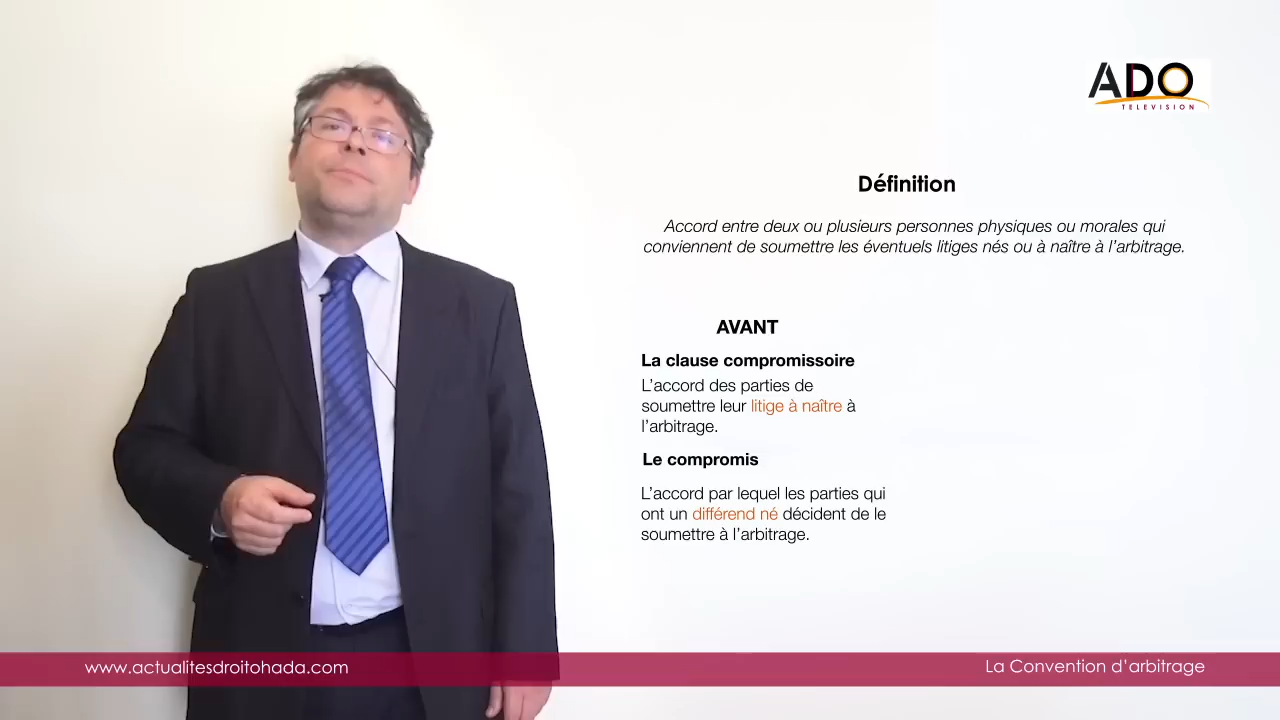 ADO
TELEVISION
Définition
Accord entre deux ou plusieurs personnes physiques ou morales qui
conviennent de soumettre les éventuels litiges nés ou à naître à l'arbitrage.
AVANT
La clause compromissoire
L'accord des parties de
soumettre leur litige à naître à
l'arbitrage.
Le compromis
L'accord par lequel les parties qui
ont un différend né décident de le
soumettre à l'arbitrage.
www.actualitesdroitohada.com
La Convention d'arbitrage